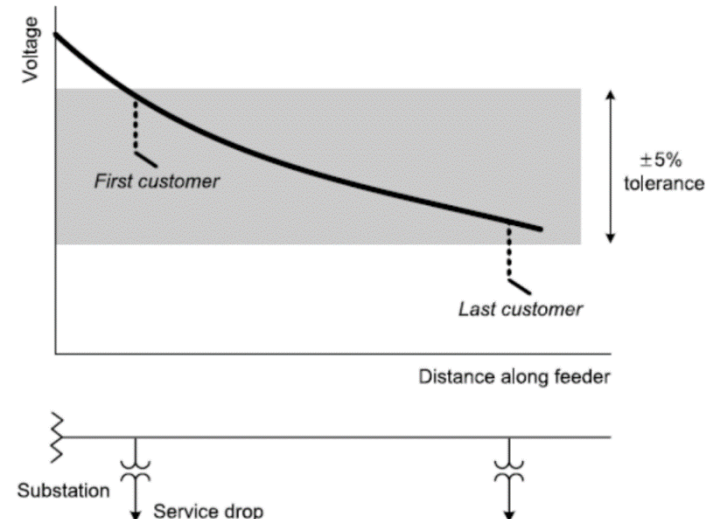 Voltage
First customer
±5%
tolerance
Last customer
Distance along feeder
Substation
Service drop